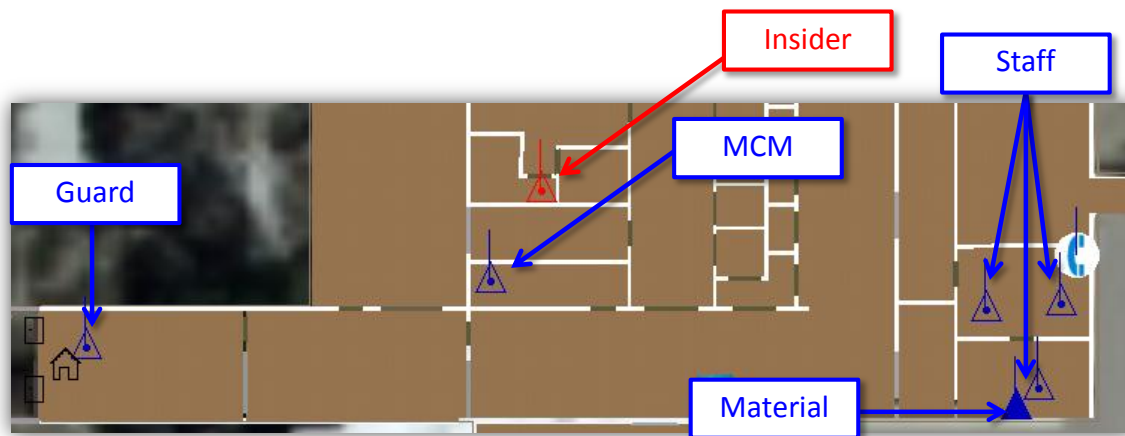 Insider
Staff
MCM
Guard
Material